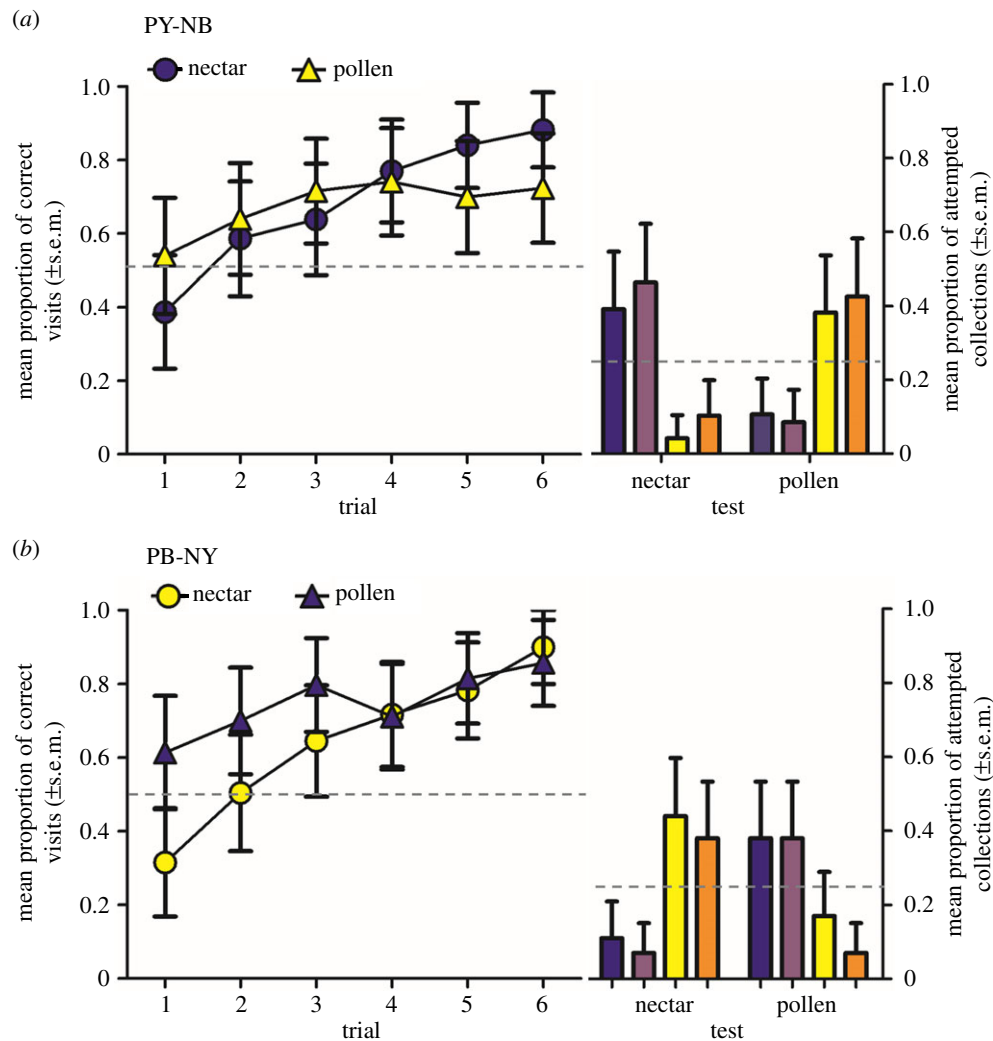 (a)
PY-NB
nectar
pollen
mean proportion of correct
visits (±s.e.m.)
1.0
0.8
0.6
0.4
0.2
0
1 2 3 4 5 6
trial
1.0
0.8
0.6
0.4
0.2
0
mean proportion of attempted
collections (±s.e.m.)
nectar pollen
test
(b)
PB-NY
nectar
pollen
mean proportion of correct
visits (±s.e.m.)
1.0
0.8
0.6
0.4
0.2
0
1 2 3 4 5 6
trial
1.0
0.8
0.6
0.4
0.2
0
mean proportion of attempted
collections (±s.e.m.)
nectar pollen
test